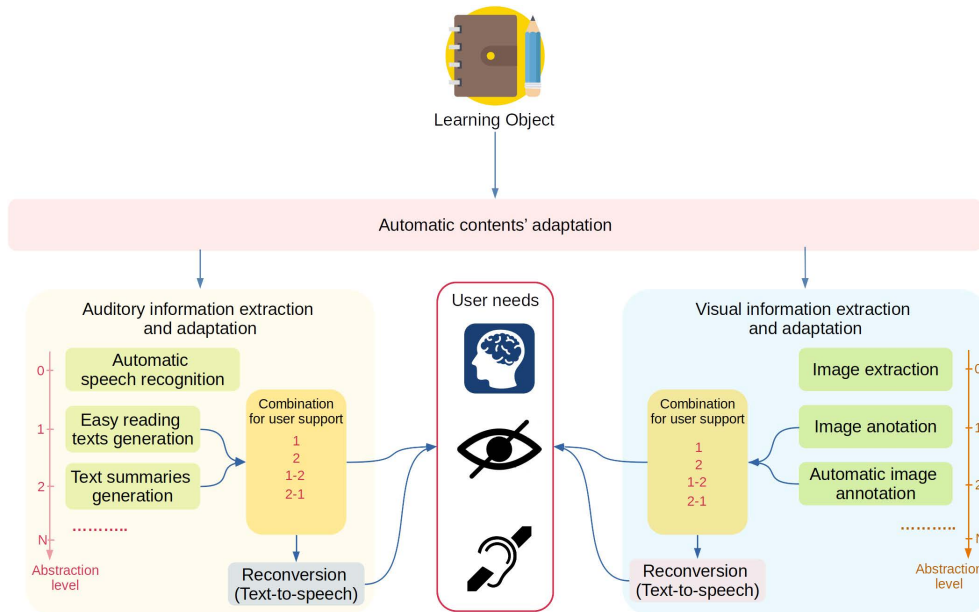 Learning Object
Automatic contents' adaptation
Auditory information extraction
and adaptation
0
Automatic
speech recognition
1
Easy reading
texts generation
2
Text summaries
generation
...........
N
Abstraction
level
Combination
for user support
1
2
1-2
2-1
Reconversion
(Text-to-speech)
User needs
Visual information extraction
and adaptation
Combination
for user support
1
2
1-2
2-1
Reconversion
(Text-to-speech)
Image extraction
0
Image anotation
1
Automatic image
annotation
2
...........
N
Abstraction
level